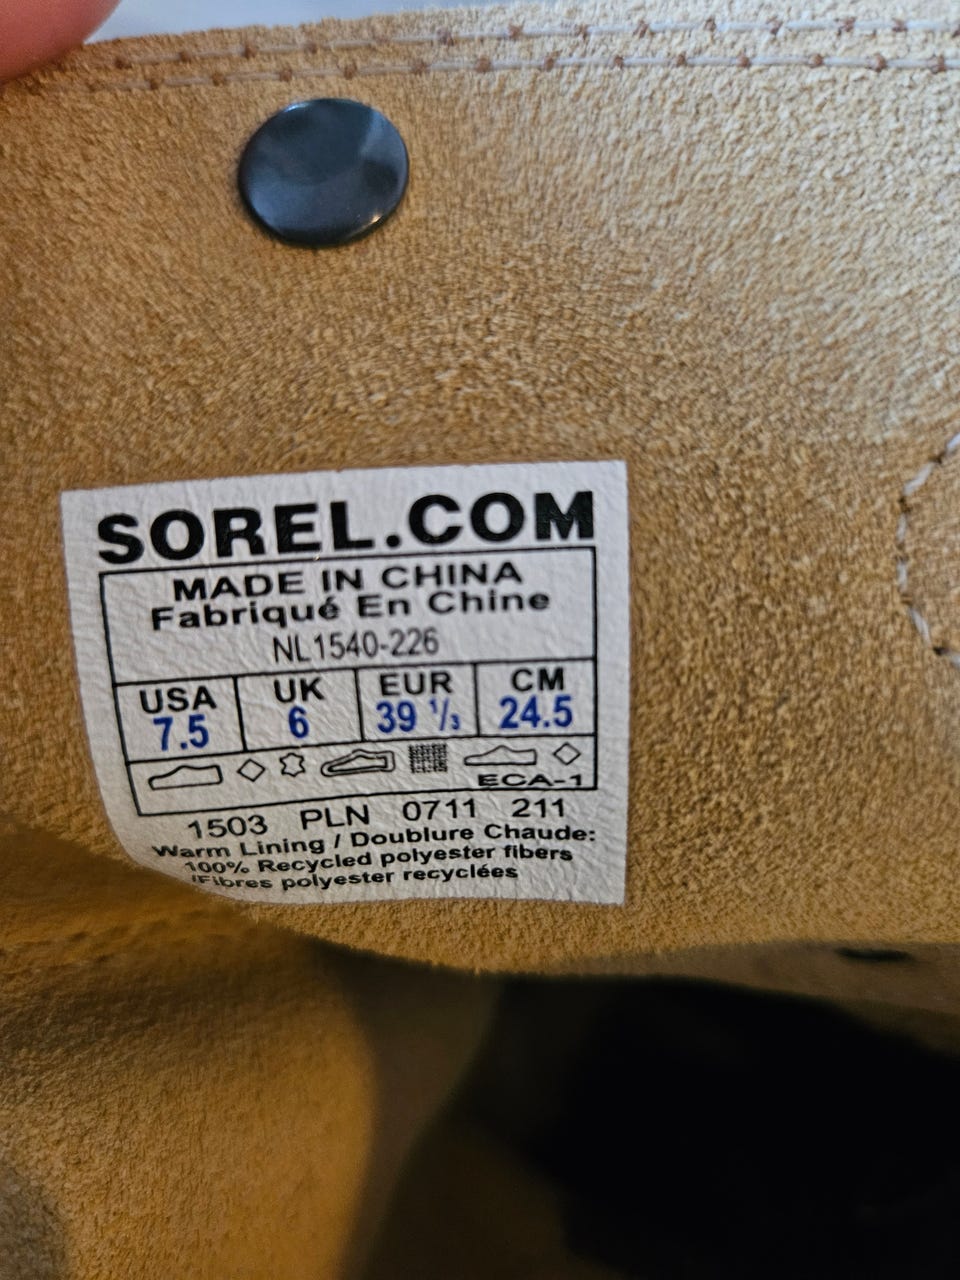 SOREL.COM
MADE IN CHINA
Fabriqué En Chine
NL1540-226
USA UK EUR CM
7.5 6 39 1/3 24.5
ECA-1
1503 PLN 0711 211
Warm Lining / Doublure Chaude:
100% Recycled polyester fibers
/Fibres polyester recyclées